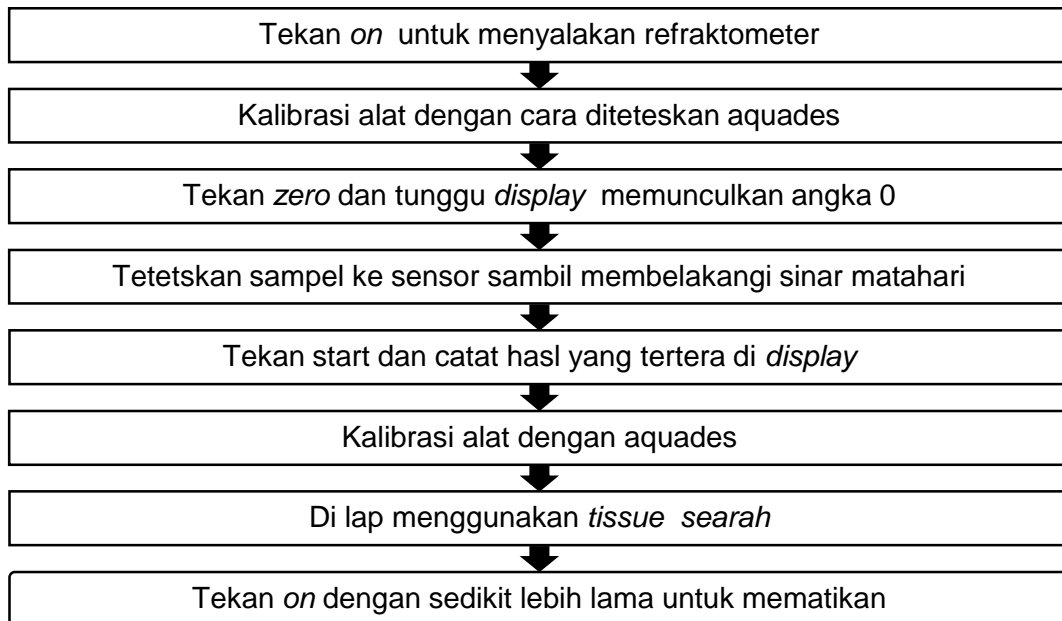 Tekan on untuk menyalakan refraktometer
Kalibrasi alat dengan cara diteteskan aquades
Tekan zero dan tunggu display memunculkan angka 0
Tetetskan sampel ke sensor sambil membelakangi sinar matahari
Tekan start dan catat hasl yang tertera di display
Kalibrasi alat dengan aquades
Di lap menggunakan tissue searah
Tekan on dengan sedikit lebih lama untuk mematikan